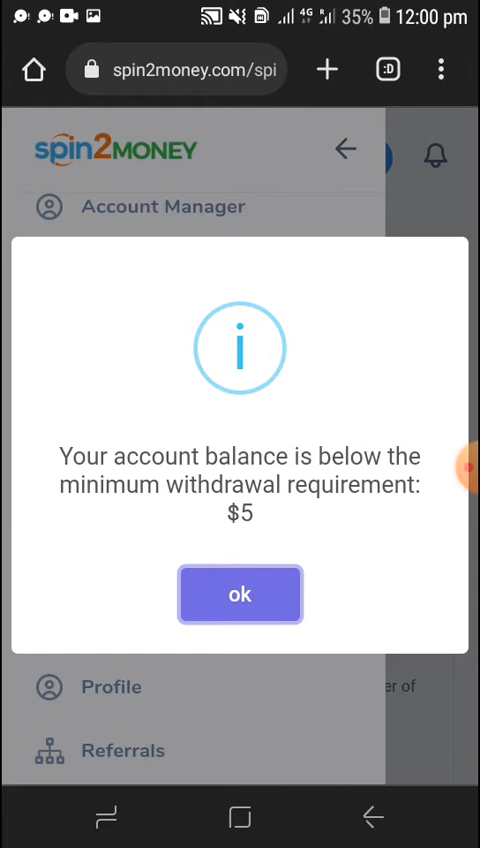 4G R 35% 12:00 pm
spin2money.com/spi
:D
spin2MONEY
Account Manager
i
Your account balance is below the
minimum withdrawal requirement:
$5
ok
Profile
er of
Referrals